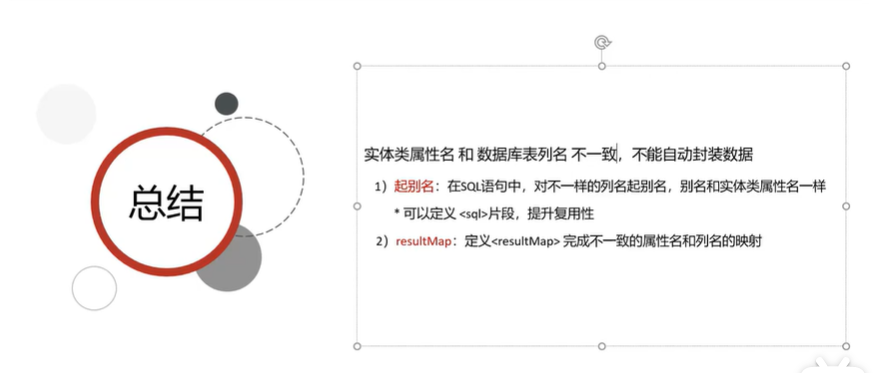 总结
实体类属性名 和 数据库表列名 不一致，不能自动封装数据
1）起别名：在SQL语句中，对不一样的列名起别名，别名和实体类属性名一样
* 可以定义 <sql>片段，提升复用性
2）resultMap：定义<resultMap> 完成不一致的属性名和列名的映射